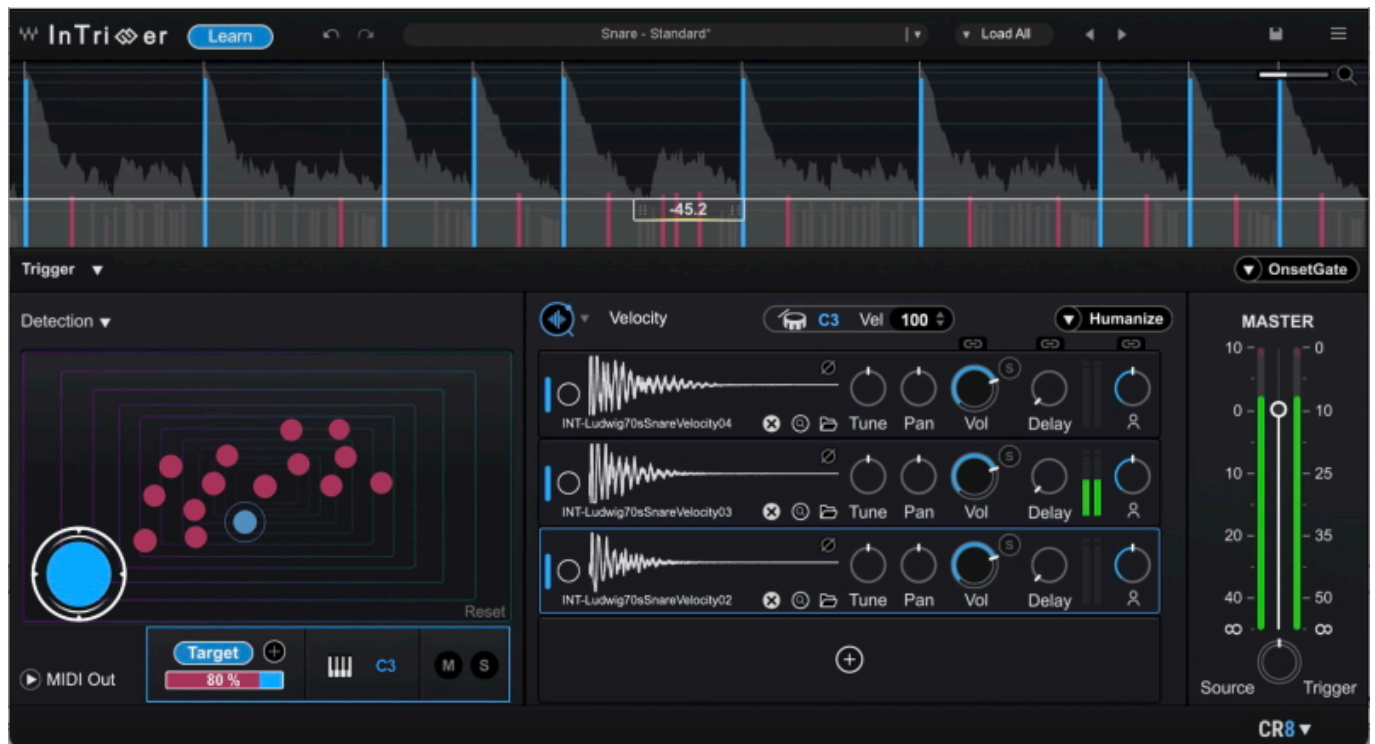 InTrigger Learn Snare - Standard* Load All
-45.2
Trigger OnsetGate
Detection Velocity C3 Vel 100 Humanize MASTER
10 0
INT-Ludwig70sSnareVelocity04 Tune Pan Vol S Delay
0 10
INT-Ludwig70sSnareVelocity03 Tune Pan Vol S Delay
10 25
20 35
INT-Ludwig70sSnareVelocity02 Tune Pan Vol S Delay
40 50
Reset
∞ ∞
Target C3 M S
MIDI Out 80 %
Source Trigger
CR8